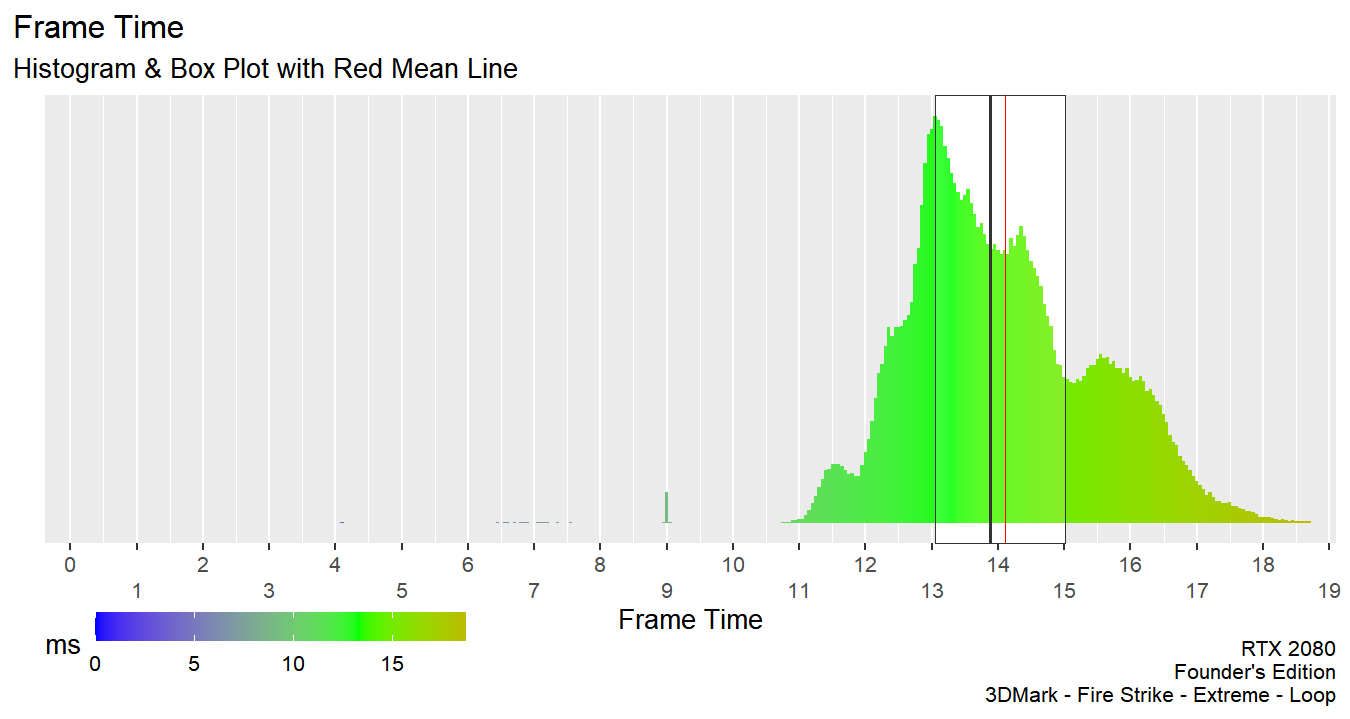 Frame Time
Histogram & Box Plot with Red Mean Line
0 2 4 6 8 10 12 14 16 18
1 3 5 7 9 11 13 15 17 19
Frame Time
ms
0 5 10 15
RTX 2080
Founder's Edition
3DMark - Fire Strike - Extreme - Loop